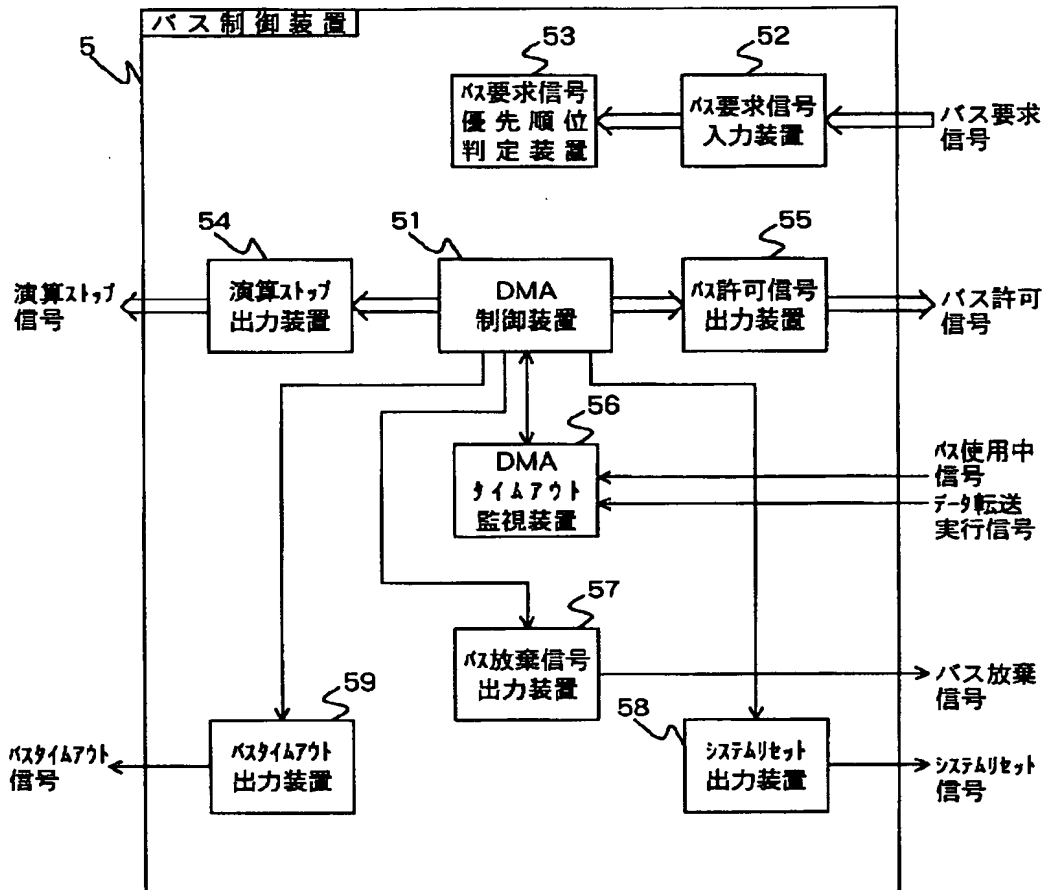 バス制御装置
5
53
52
バス要求信号
優先順位
判定装置
バス要求信号
入力装置
バス要求
信号
54
51
55
演算ストップ
信号
演算ストップ
出力装置
DMA
制御装置
バス許可信号
出力装置
バス許可
信号
56
DMA
タイムアウト
監視装置
バス使用中
信号
データ転送
実行信号
57
バス放棄信号
出力装置
バス放棄
信号
59
58
バスタイムアウト
信号
バスタイムアウト
出力装置
システムリセット
出力装置
システムリセット
信号